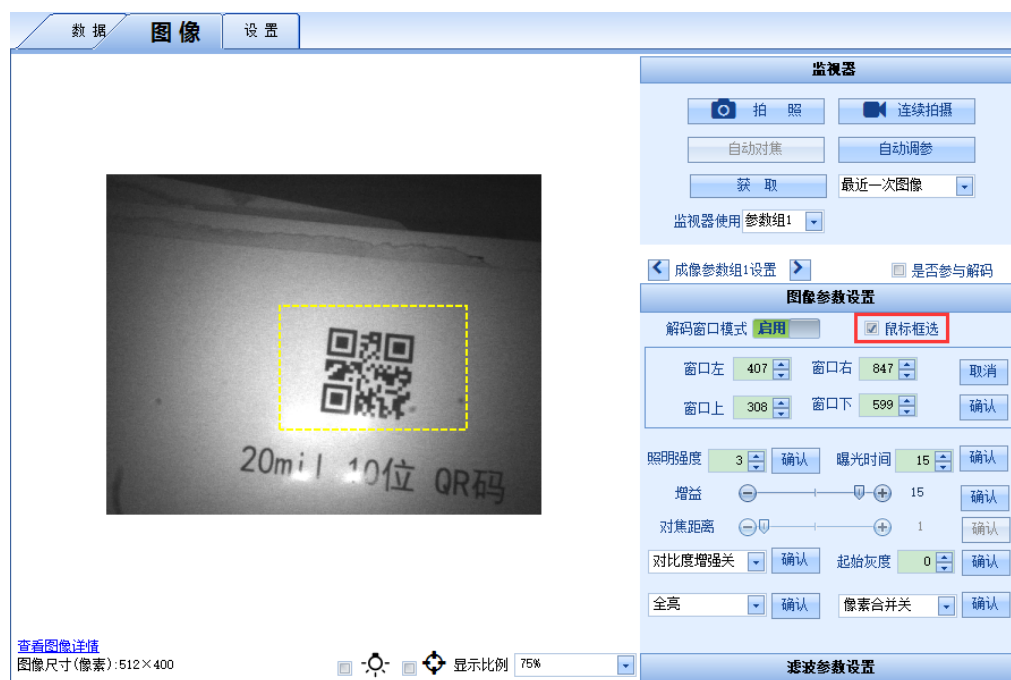 数据 图像 设置
监视器
拍 照 连续拍摄
自动对焦 自动调参
获 取 最近一次图像
监视器使用 参数组1
成像参数组1设置 是否参与解码
图像参数设置
解码窗口模式 启用 鼠标框选
窗口左 407 窗口右 847 取消
窗口上 308 窗口下 599 确认
20mil 10位 QR码
照明强度 3 确认 曝光时间 15 确认
增益 15 确认
对焦距离 1 确认
对比度增强关 确认 起始灰度 0 确认
全亮 确认 像素合并关 确认
查看图像详情
图像尺寸(像素):512×400 显示比例 75%
滤波参数设置